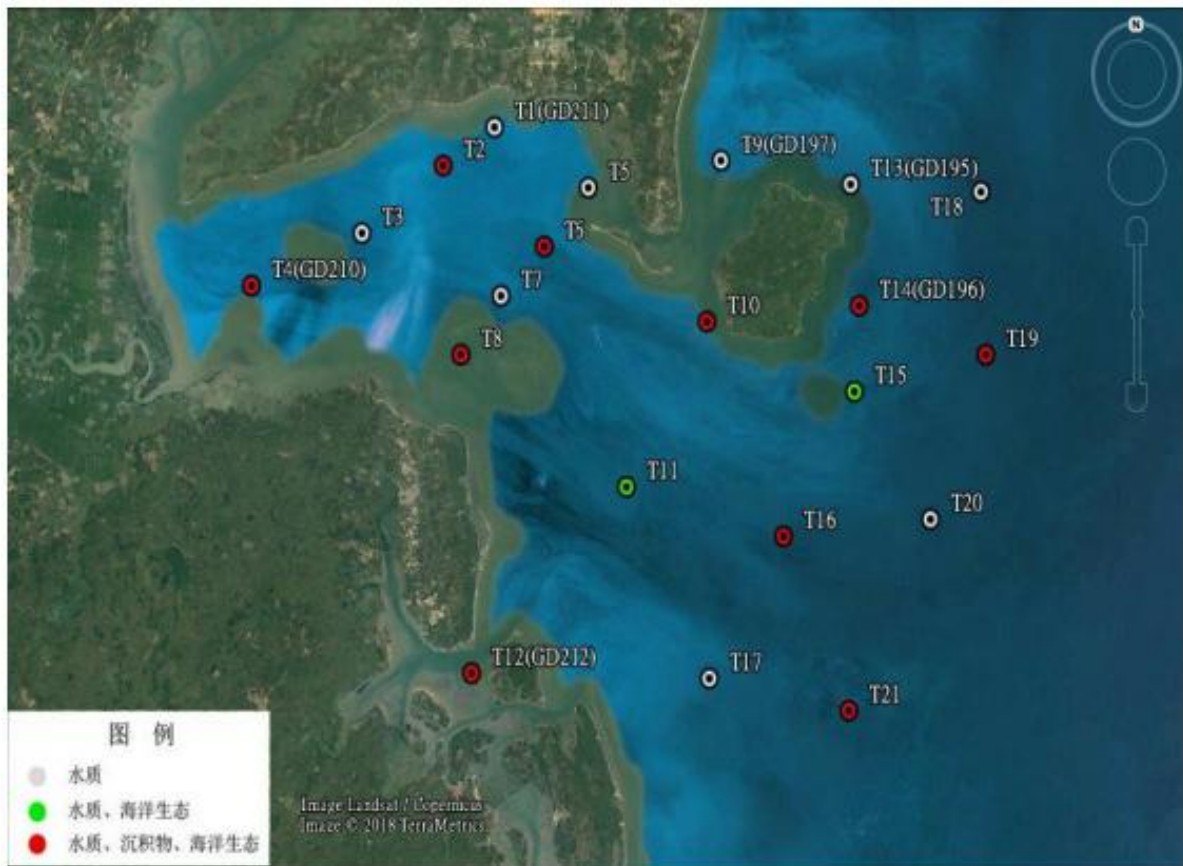 N
T1(GD211)
T2
T9(GD197)
T5
T13(GD195)
T18
T3
T5
T4(GD210)
T7
T14(GD196)
T10
T8
T19
T15
T11
T20
T16
T12(GD212)
T17
T21
图 例
水质
水质、海洋生态
水质、沉积物、海洋生态
Image Landsat / Copernicus
Image © 2018 TerraMetrics